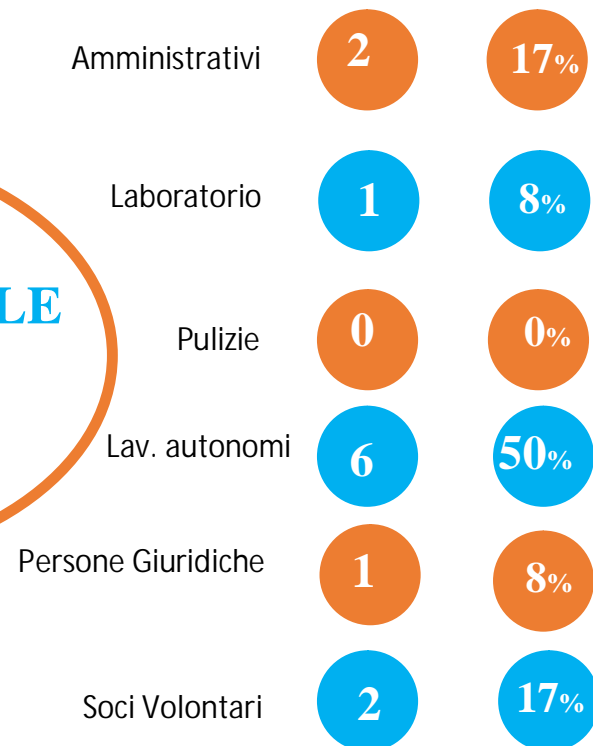 Amministrativi 2 17%
Laboratorio 1 8%
LE
Pulizie 0 0%
Lav. autonomi 6 50%
Persone Giuridiche 1 8%
Soci Volontari 2 17%